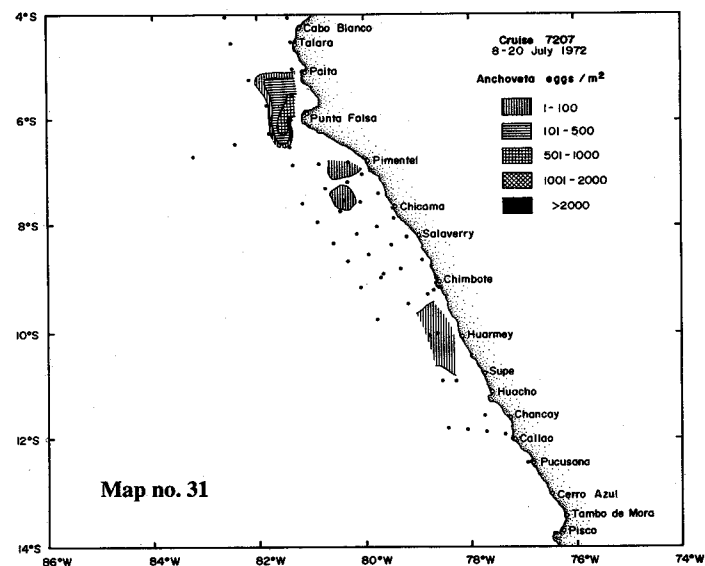 4°S
6°S
8°S
10°S
12°S
14°S
Cruise 7207
8-20 July 1972
Anchoveta eggs / m²
1-100
101-500
501-1000
1001-2000
>2000
Cabo Blanco
Talara
Paita
Punta Falsa
Pimentel
Chicama
Salaverry
Chimbote
Huarmey
Supe
Huacho
Chancay
Callao
Pucusana
Cerro Azul
Tambo de Mora
Pisco
Map no. 31
86°W
84°W
82°W
80°W
78°W
76°W
74°W